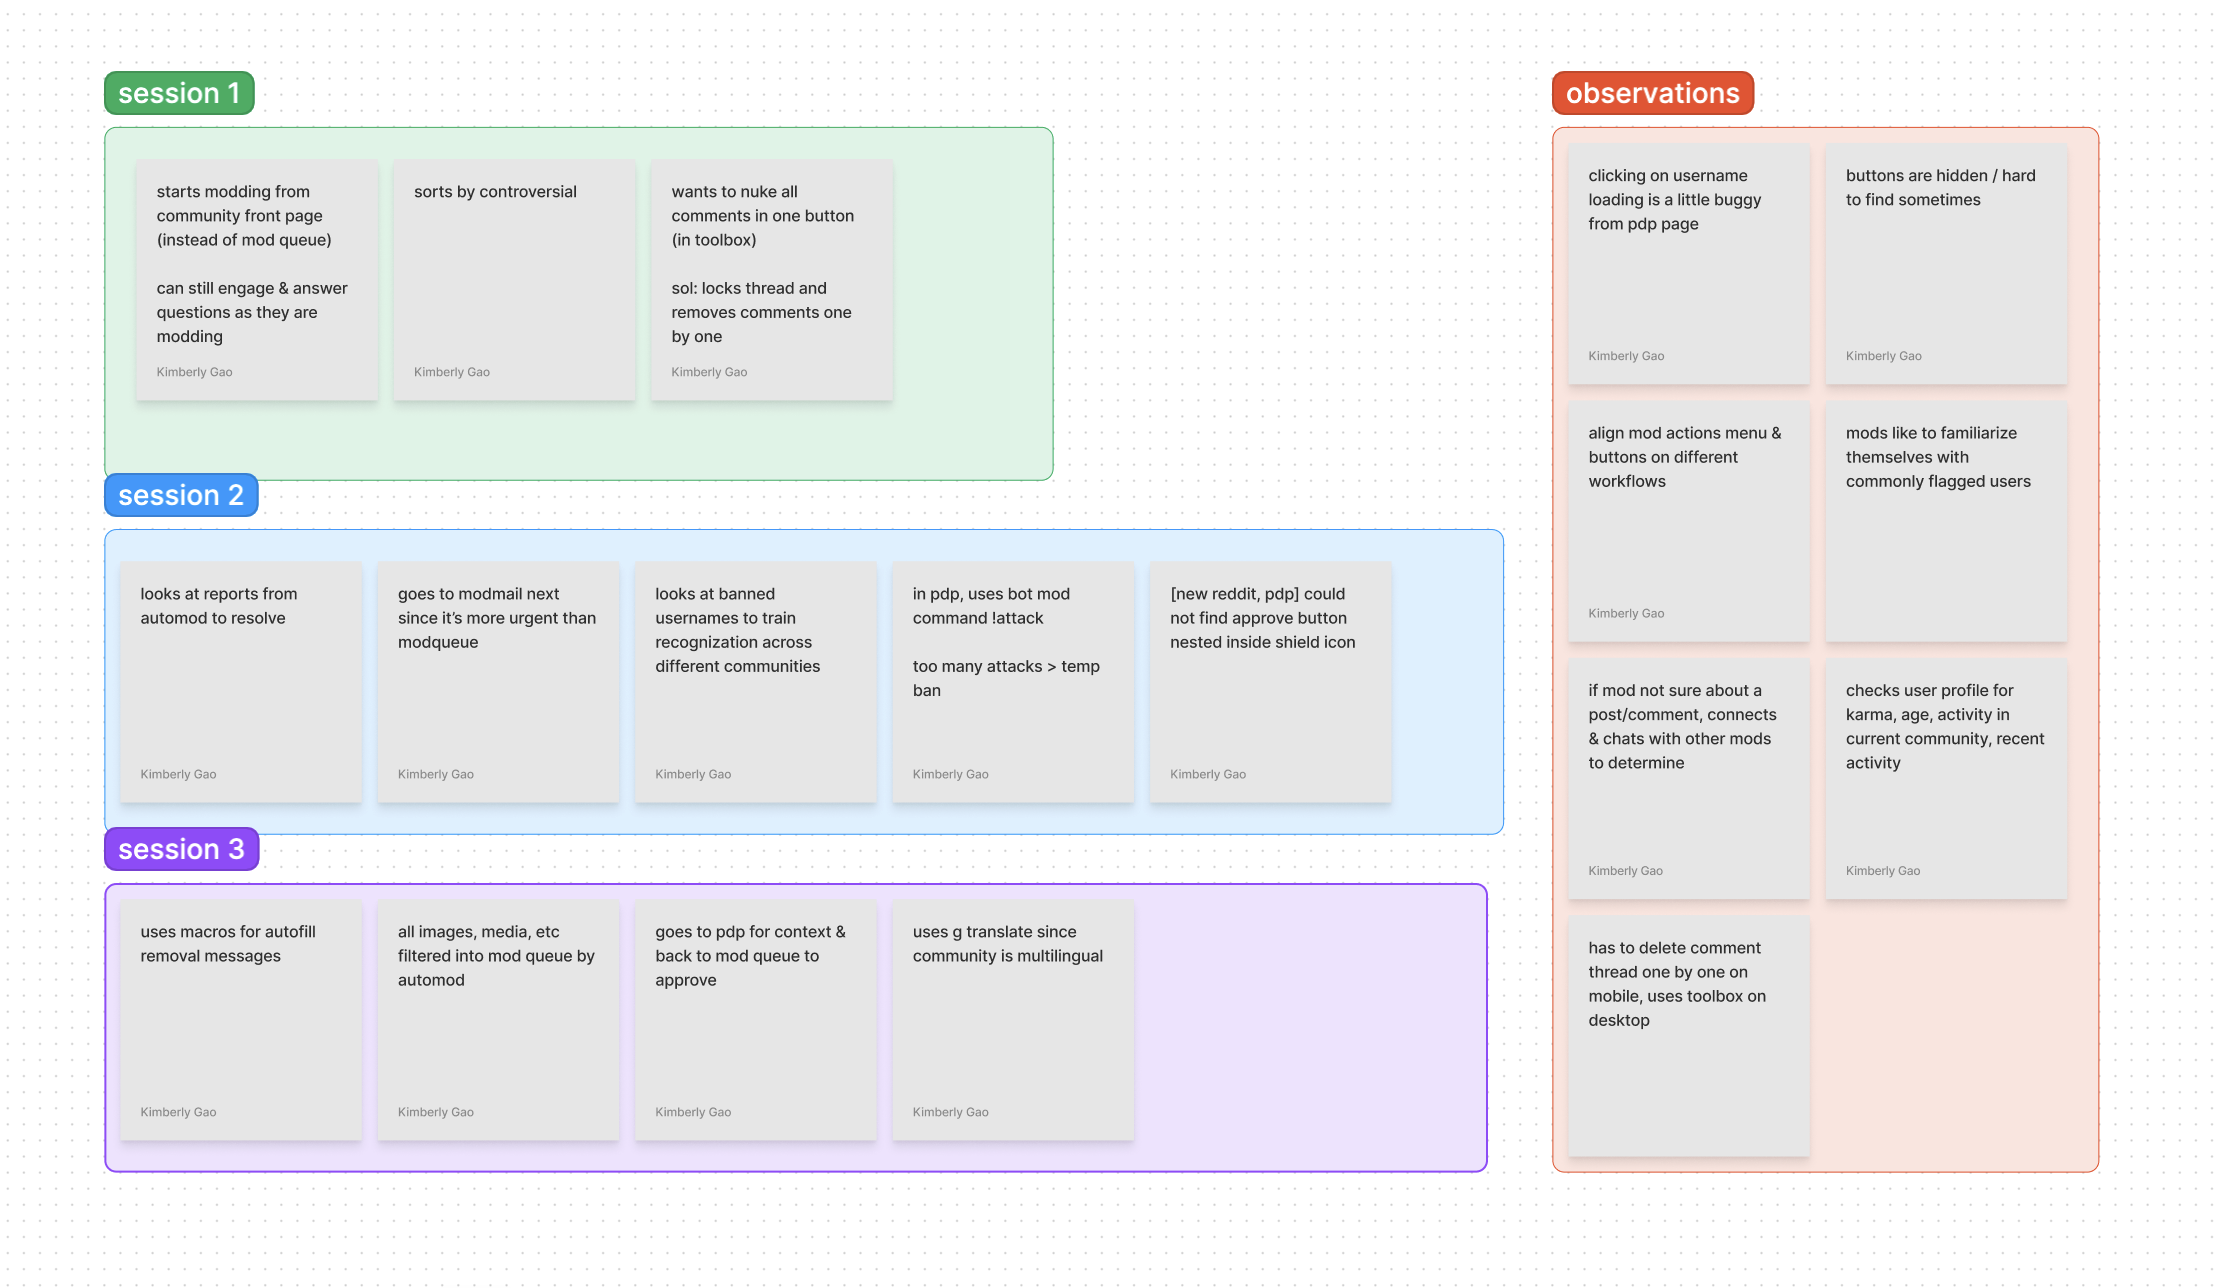 session 1
starts modding from
community front page
(instead of mod queue)
can still engage & answer
questions as they are
modding
Kimberly Gao
sorts by controversial
Kimberly Gao
wants to nuke all
comments in one button
(in toolbox)
sol: locks thread and
removes comments one
by one
Kimberly Gao
session 2
looks at reports from
automod to resolve
Kimberly Gao
goes to modmail next
since it’s more urgent than
modqueue
Kimberly Gao
looks at banned
usernames to train
recognization across
different communities
Kimberly Gao
in pdp, uses bot mod
command !attack
too many attacks > temp
ban
Kimberly Gao
[new reddit, pdp] could
not find approve button
nested inside shield icon
Kimberly Gao
session 3
uses macros for autofill
removal messages
Kimberly Gao
all images, media, etc
filtered into mod queue by
automod
Kimberly Gao
goes to pdp for context &
back to mod queue to
approve
Kimberly Gao
uses g translate since
community is multilingual
Kimberly Gao
observations
clicking on username
loading is a little buggy
from pdp page
Kimberly Gao
buttons are hidden / hard
to find sometimes
Kimberly Gao
align mod actions menu &
buttons on different
workflows
Kimberly Gao
mods like to familiarize
themselves with
commonly flagged users
if mod not sure about a
post/comment, connects
& chats with other mods
to determine
Kimberly Gao
checks user profile for
karma, age, activity in
current community, recent
activity
Kimberly Gao
has to delete comment
thread one by one on
mobile, uses toolbox on
desktop